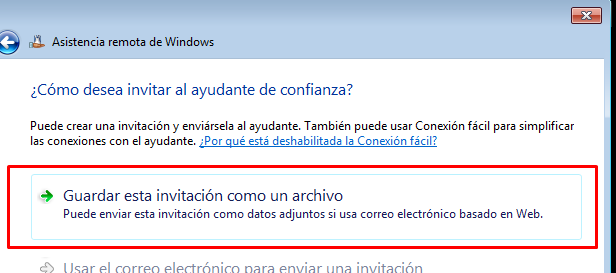 Asistencia remota de Windows
¿Cómo desea invitar al ayudante de confianza?
Puede crear una invitación y enviársela al ayudante. También puede usar Conexión fácil para simplificar
las conexiones con el ayudante. ¿Por qué está deshabilitada la Conexión fácil?
Guardar esta invitación como un archivo
Puede enviar esta invitación como datos adjuntos si usa correo electrónico basado en Web.
Usar el correo electrónico para enviar una invitación